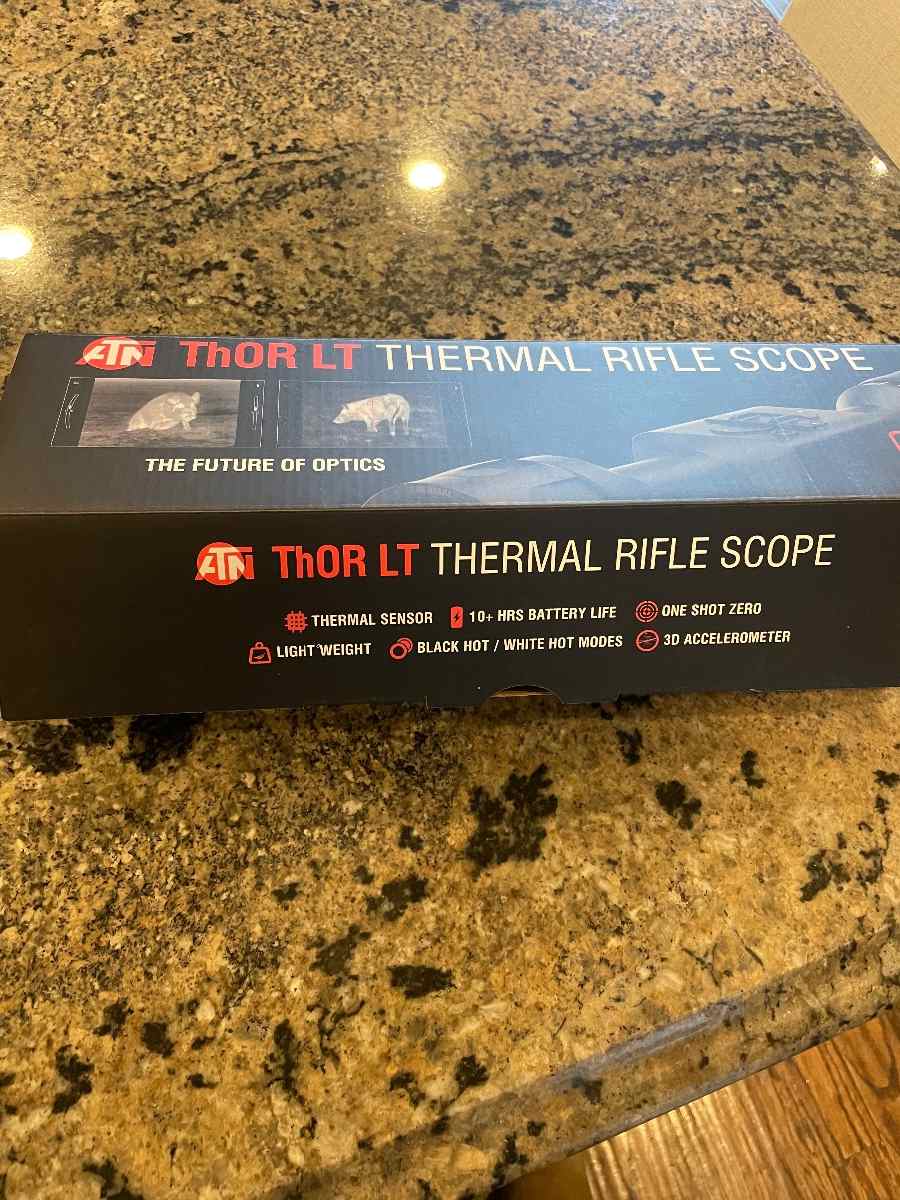 ATN ThOR LT THERMAL RIFLE SCOPE
THE FUTURE OF OPTICS
ATN ThOR LT THERMAL RIFLE SCOPE
THERMAL SENSOR 10+ HRS BATTERY LIFE ONE SHOT ZERO
LIGHT WEIGHT BLACK HOT / WHITE HOT MODES 3D ACCELEROMETER